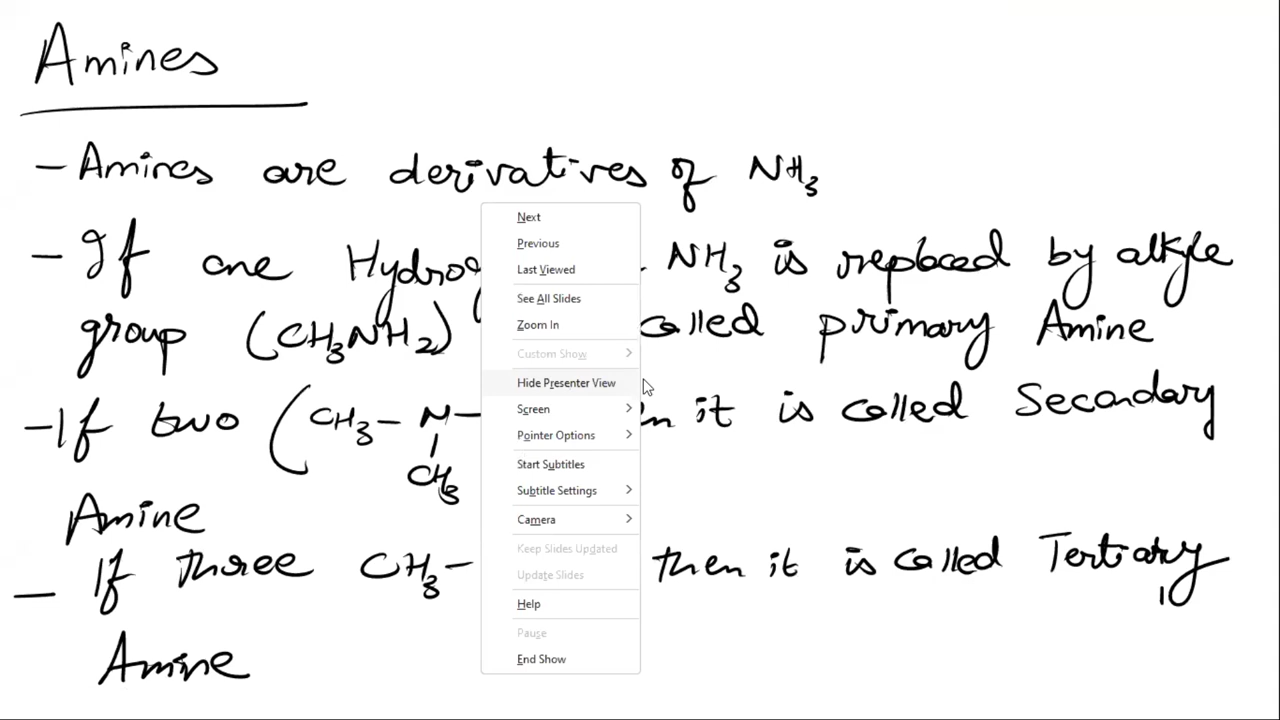 Amines
- Amines are derivatives of NH3
- If one NH3 is replaced by alkyle
group (CH3NH2) called primary Amine
- If two (CH3- N- it is called Secondary
CH3
Amine
- If three CH3- then it is called Tertiary
Amine
Next
Previous
Last Viewed
See All Slides
Zoom In
Custom Show
Hide Presenter View
Screen
Pointer Options
Start Subtitles
Subtitle Settings
Camera
Keep Slides Updated
Update Slides
Help
Pause
End Show